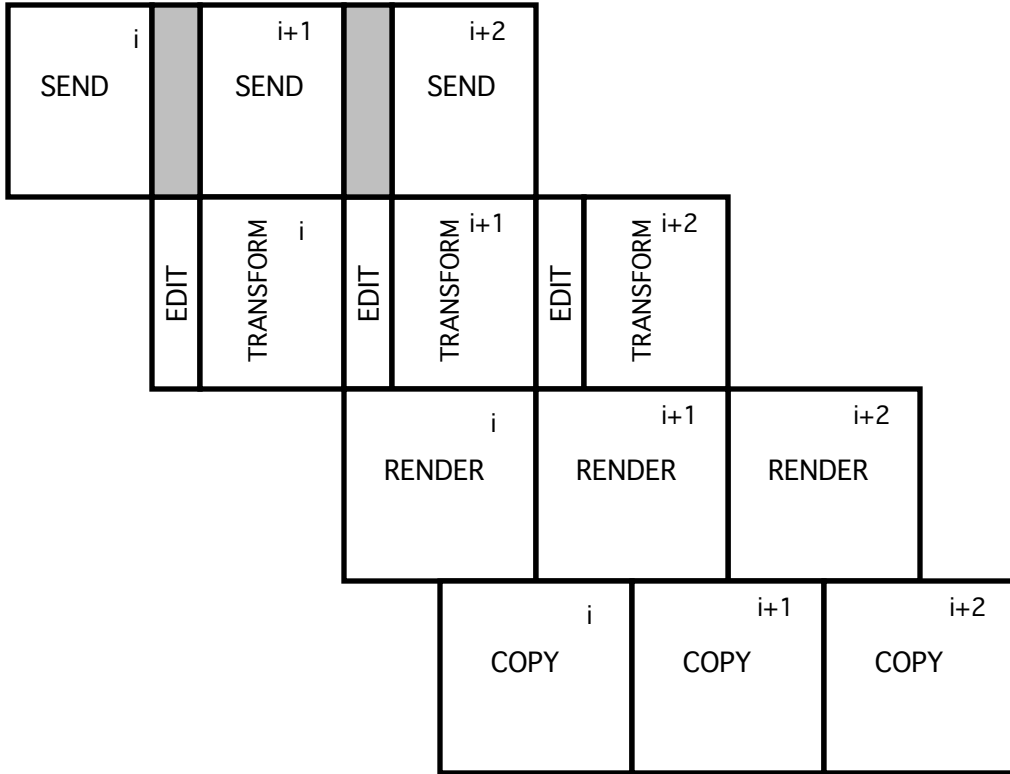 i
SEND
i+1
SEND
i+2
SEND
EDIT
TRANSFORM
i
EDIT
TRANSFORM
i+1
EDIT
TRANSFORM
i+2
i
RENDER
i+1
RENDER
i+2
RENDER
i
COPY
i+1
COPY
i+2
COPY